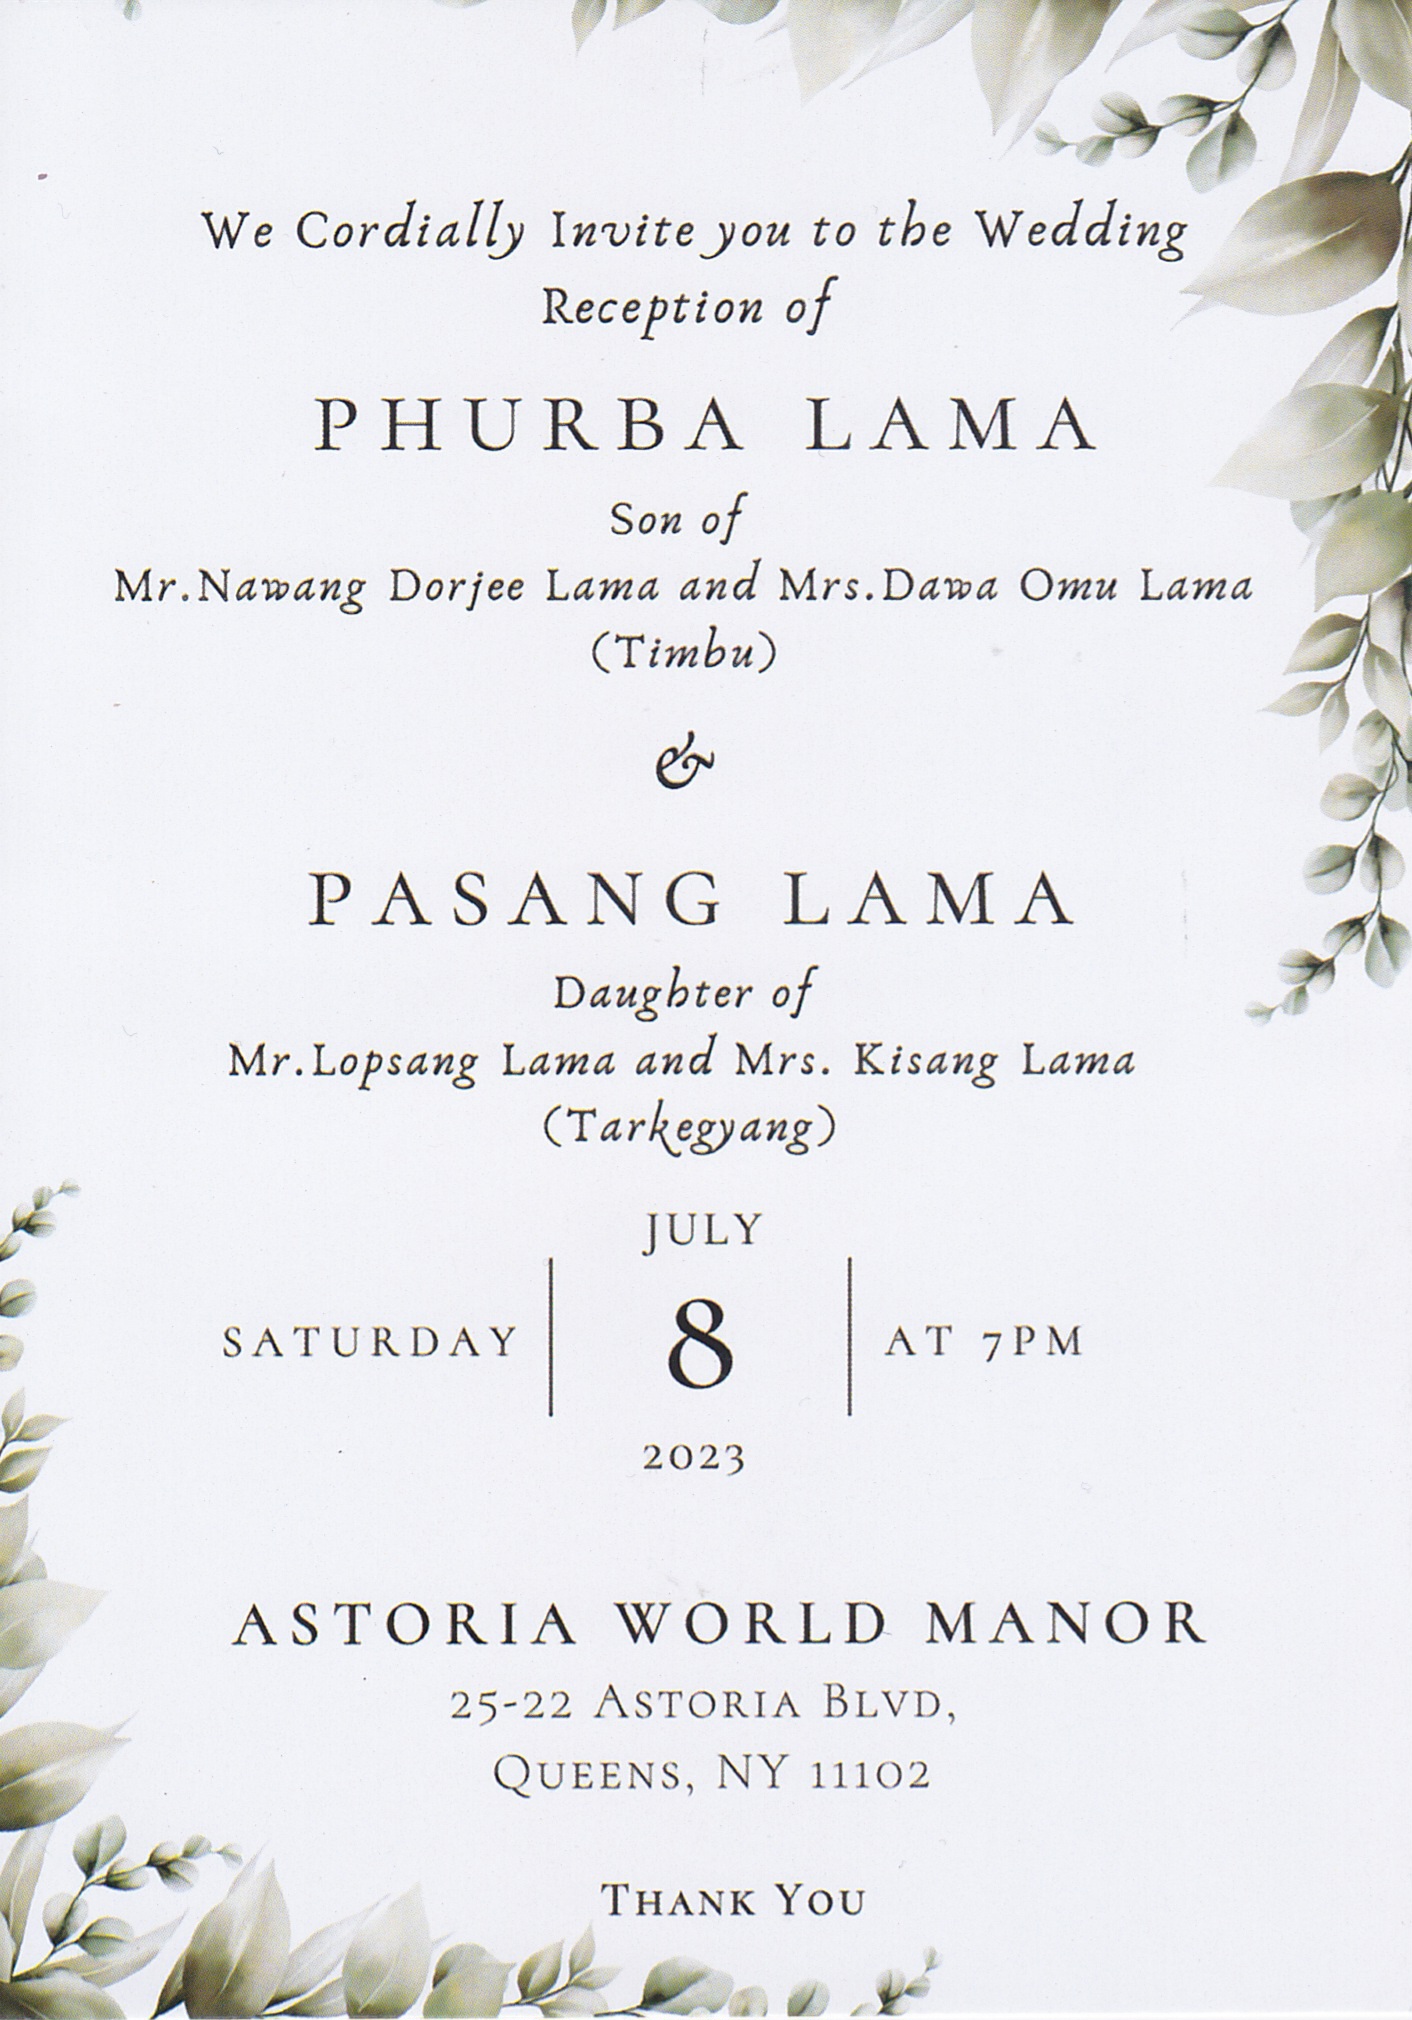 We Cordially Invite you to the Wedding
Reception of
PHURBA LAMA
Son of
Mr.Nawang Dorjee Lama and Mrs.Dawa Omu Lama
(Timbu)
&
PASANG LAMA
Daughter of
Mr.Lopsang Lama and Mrs. Kisang Lama
(Tarkegyang)
JULY
SATURDAY 8 AT 7PM
2023
ASTORIA WORLD MANOR
25-22 ASTORIA BLVD,
QUEENS, NY 11102
THANK YOU